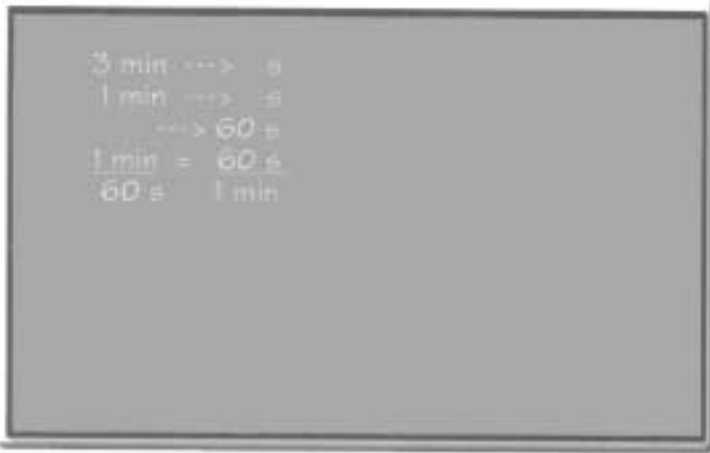 3 min ---> s
1 min ---> s
---> 60 s
1 min = 60 s
60 s 1 min